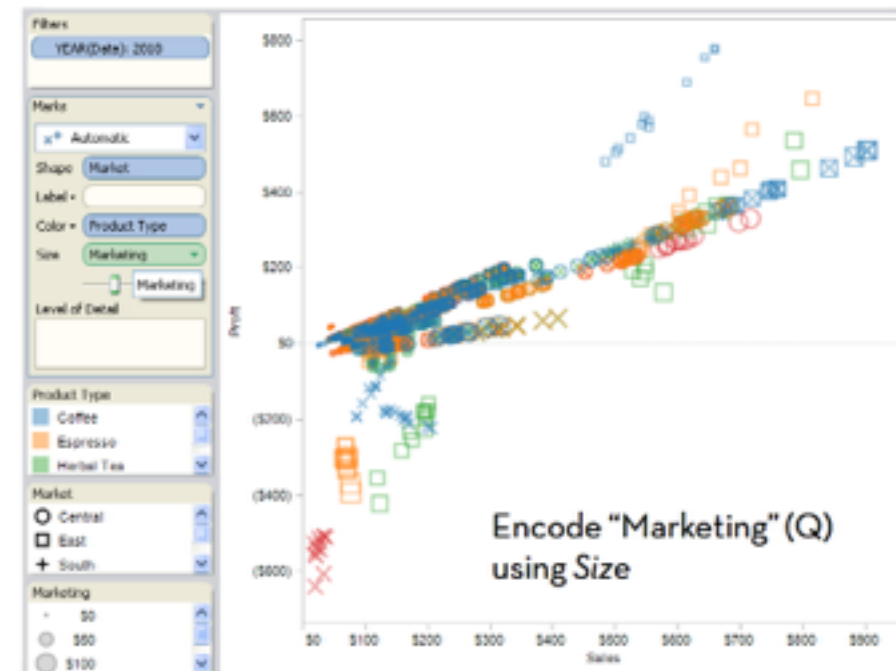 Filters
YEAR(Date): 2010
Marks
Automatic
Shape Market
Label
Color Product Type
Size Marketing
Marketing
Level of Detail
Product Type
Coffee
Espresso
Herbal Tea
Market
Central
East
South
Marketing
$0
$50
$100
Profit
$800
$600
$400
$200
$0
($200)
($400)
($600)
Encode “Marketing” (Q)
using Size
$0 $100 $200 $300 $400 $500 $600 $700 $800 $900
Sales